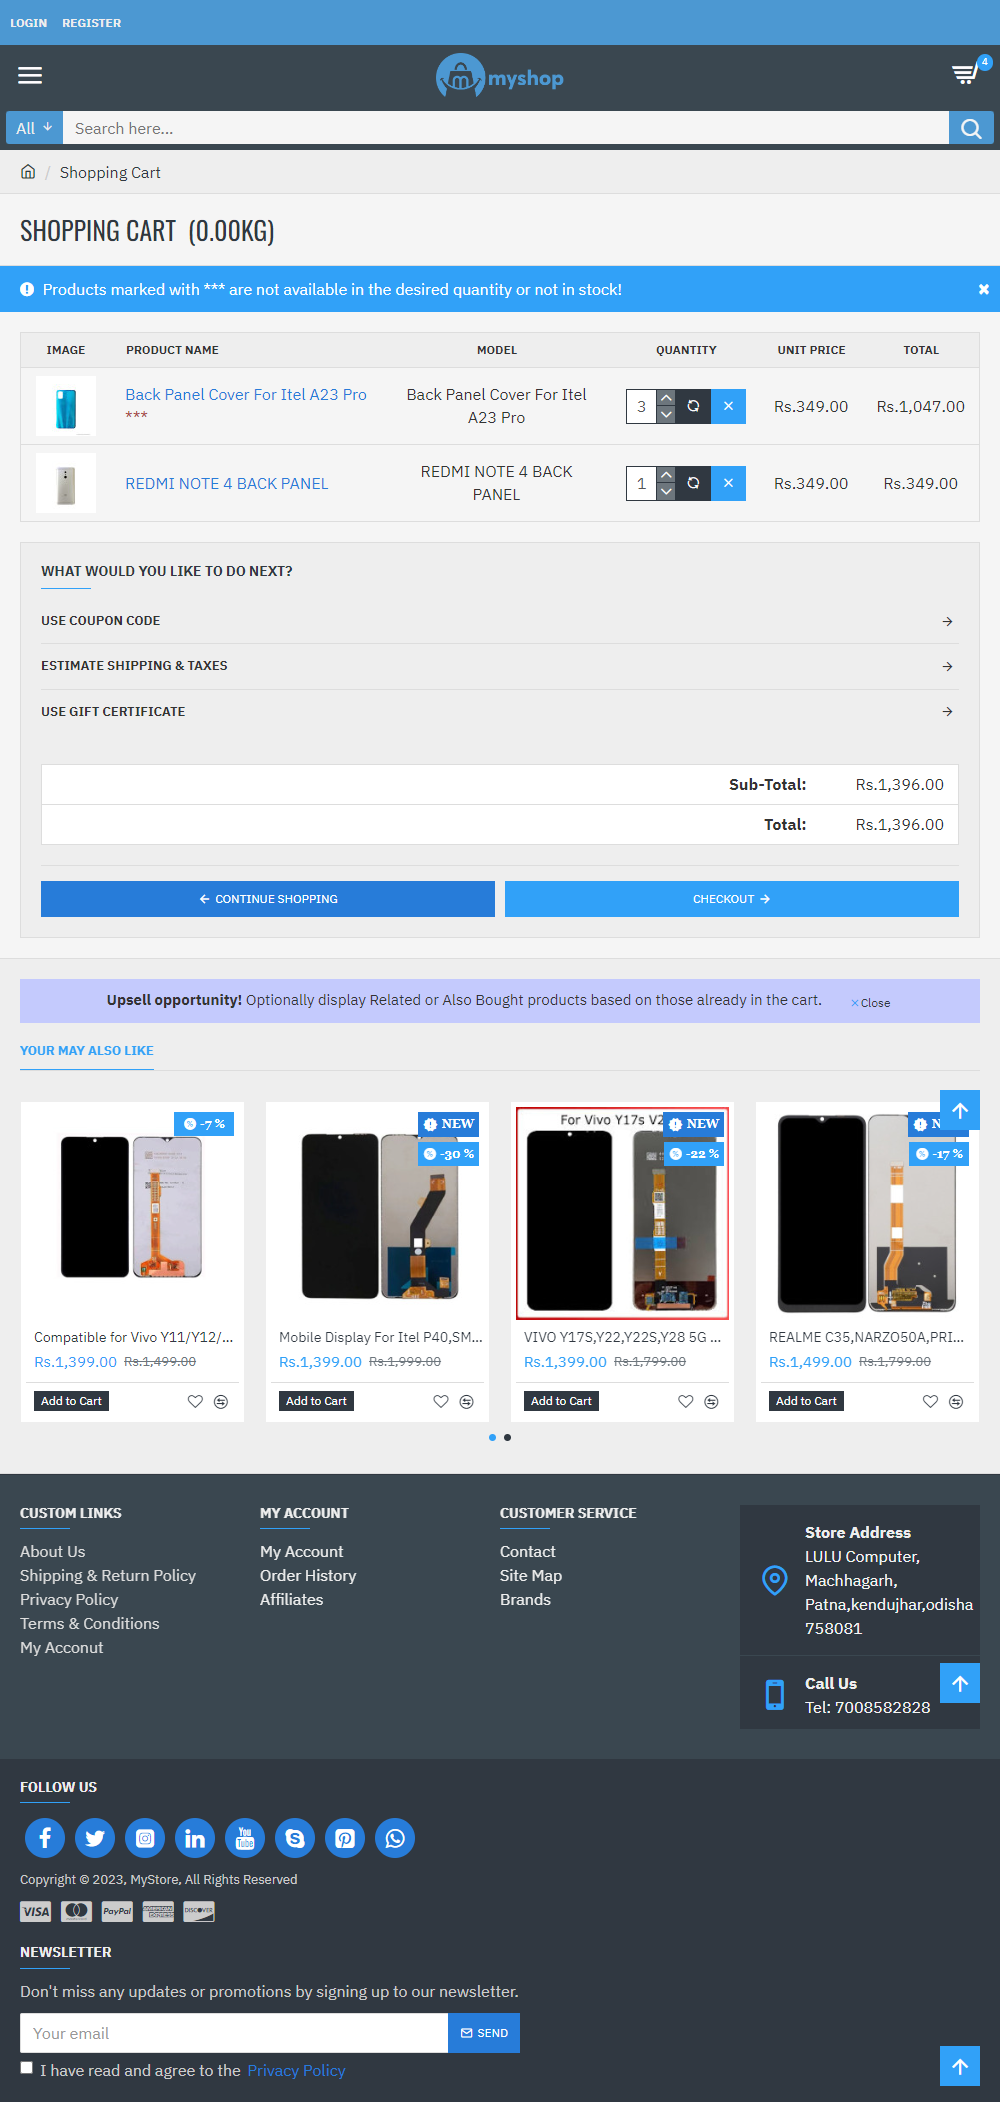 LOGIN REGISTER
myshop
4
All Search here...
/ Shopping Cart
SHOPPING CART (0.00KG)
Products marked with *** are not available in the desired quantity or not in stock!
IMAGE PRODUCT NAME MODEL QUANTITY UNIT PRICE TOTAL
Back Panel Cover For Itel A23 Pro
***
Back Panel Cover For Itel
A23 Pro
3 Rs.349.00 Rs.1,047.00
REDMI NOTE 4 BACK PANEL
REDMI NOTE 4 BACK
PANEL
1 Rs.349.00 Rs.349.00
WHAT WOULD YOU LIKE TO DO NEXT?
USE COUPON CODE
ESTIMATE SHIPPING & TAXES
USE GIFT CERTIFICATE
Sub-Total: Rs.1,396.00
Total: Rs.1,396.00
CONTINUE SHOPPING
CHECKOUT
Upsell opportunity! Optionally display Related or Also Bought products based on those already in the cart. Close
YOUR MAY ALSO LIKE
-7 %
Compatible for Vivo Y11/Y12/...
Rs.1,399.00 Rs.1,499.00
Add to Cart
NEW
-30 %
Mobile Display For Itel P40,SM...
Rs.1,399.00 Rs.1,999.00
Add to Cart
For Vivo Y17s V2
NEW
-22 %
VIVO Y17S,Y22,Y22S,Y28 5G ...
Rs.1,399.00 Rs.1,799.00
Add to Cart
N
-17 %
REALME C35,NARZO50A,PRI...
Rs.1,499.00 Rs.1,799.00
Add to Cart
CUSTOM LINKS
About Us
Shipping & Return Policy
Privacy Policy
Terms & Conditions
My Acconut
MY ACCOUNT
My Account
Order History
Affiliates
CUSTOMER SERVICE
Contact
Site Map
Brands
Store Address
LULU Computer,
Machhagarh,
Patna,kendujhar,odisha
758081
Call Us
Tel: 7008582828
FOLLOW US
You
Tube
Copyright © 2023, MyStore, All Rights Reserved
VISA PayPal AMERICAN EXPRESS DISCOVER
NEWSLETTER
Don't miss any updates or promotions by signing up to our newsletter.
Your email SEND
I have read and agree to the Privacy Policy